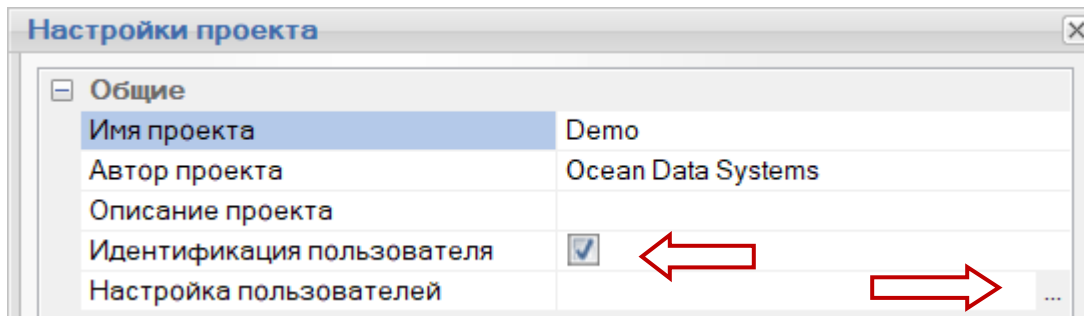 Настройки проекта
Общие
Имя проекта Demo
Автор проекта Ocean Data Systems
Описание проекта
Идентификация пользователя
Настройка пользователей ...